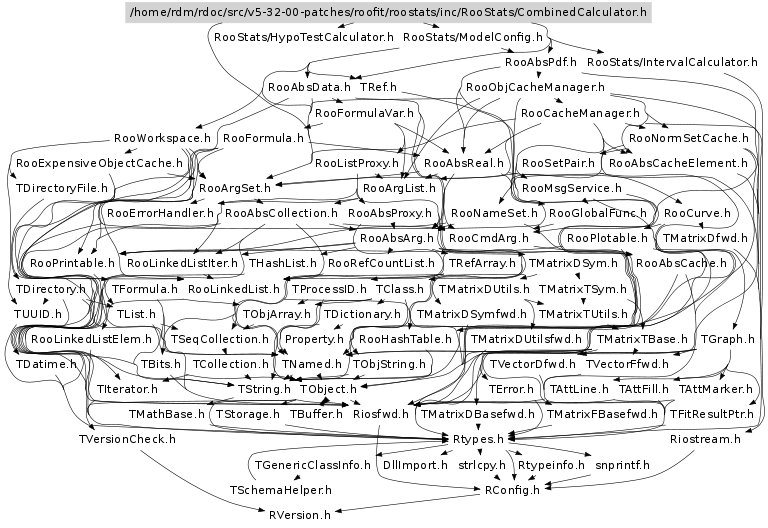 /home/rdm/rdoc/src/v5-32-00-patches/roofit/roostats/inc/RooStats/CombinedCalculator.h
RooStats/HypoTestCalculator.h RooStats/ModelConfig.h
RooAbsPdf.h RooStats/IntervalCalculator.h
RooAbsData.h TRef.h RooObjCacheManager.h
RooFormulaVar.h RooCacheManager.h
RooWorkspace.h RooFormula.h RooNormSetCache.h
RooExpensiveObjectCache.h RooListProxy.h RooAbsReal.h RooSetPair.h RooAbsCacheElement.h
TDirectoryFile.h RooArgSet.h RooArgList.h RooMsgService.h
RooErrorHandler.h RooAbsCollection.h RooAbsProxy.h RooNameSet.h RooGlobalFunc.h RooCurve.h
RooAbsArg.h RooCmdArg.h RooPlotable.h TMatrixDfwd.h
RooPrintable.h RooLinkedListIter.h THashList.h RooRefCountList.h TRefArray.h TMatrixDSym.h RooAbsCache.h
TDirectory.h TFormula.h RooLinkedList.h TProcessID.h TClass.h TMatrixDUtils.h TMatrixTSym.h
TUUID.h TList.h TObjArray.h TDictionary.h TMatrixDSymfwd.h TMatrixTUtils.h
RooLinkedListElem.h TSeqCollection.h Property.h RooHashTable.h TMatrixDUtilsfwd.h TMatrixTBase.h TGraph.h
TDatime.h TBits.h TCollection.h TNamed.h TObjString.h TVectorDfwd.h TVectorFfwd.h
TIterator.h TString.h TObject.h TError.h TAttLine.h TAttFill.h TAttMarker.h
TMathBase.h TStorage.h TBuffer.h Riosfwd.h TMatrixDBasefwd.h TMatrixFBasefwd.h TFitResultPtr.h
TVersionCheck.h Rtypes.h Riostream.h
TGenericClassInfo.h DllImport.h strlcpy.h Rtypeinfo.h snprintf.h
TSchemaHelper.h RConfig.h
RVersion.h